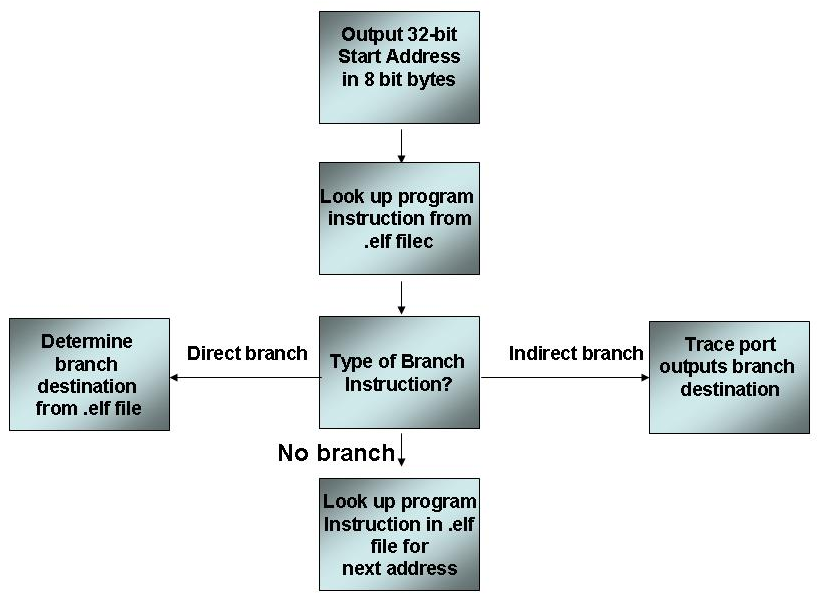 Output 32-bit
Start Address
in 8 bit bytes
Look up program
instruction from
.elf filec
Determine
branch
destination
from .elf file
Direct branch
Type of Branch
Instruction?
Indirect branch
Trace port
outputs branch
destination
No branch
Look up program
Instruction in .elf
file for
next address